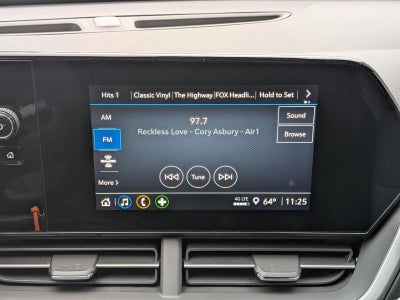 Hits 1 Classic Vinyl The Highway FOX Headli... Hold to Set
AM
97.7
Sound
Reckless Love - Cory Asbury - Air1
FM
Browse
More
Tune
4G LTE
64° 11:25